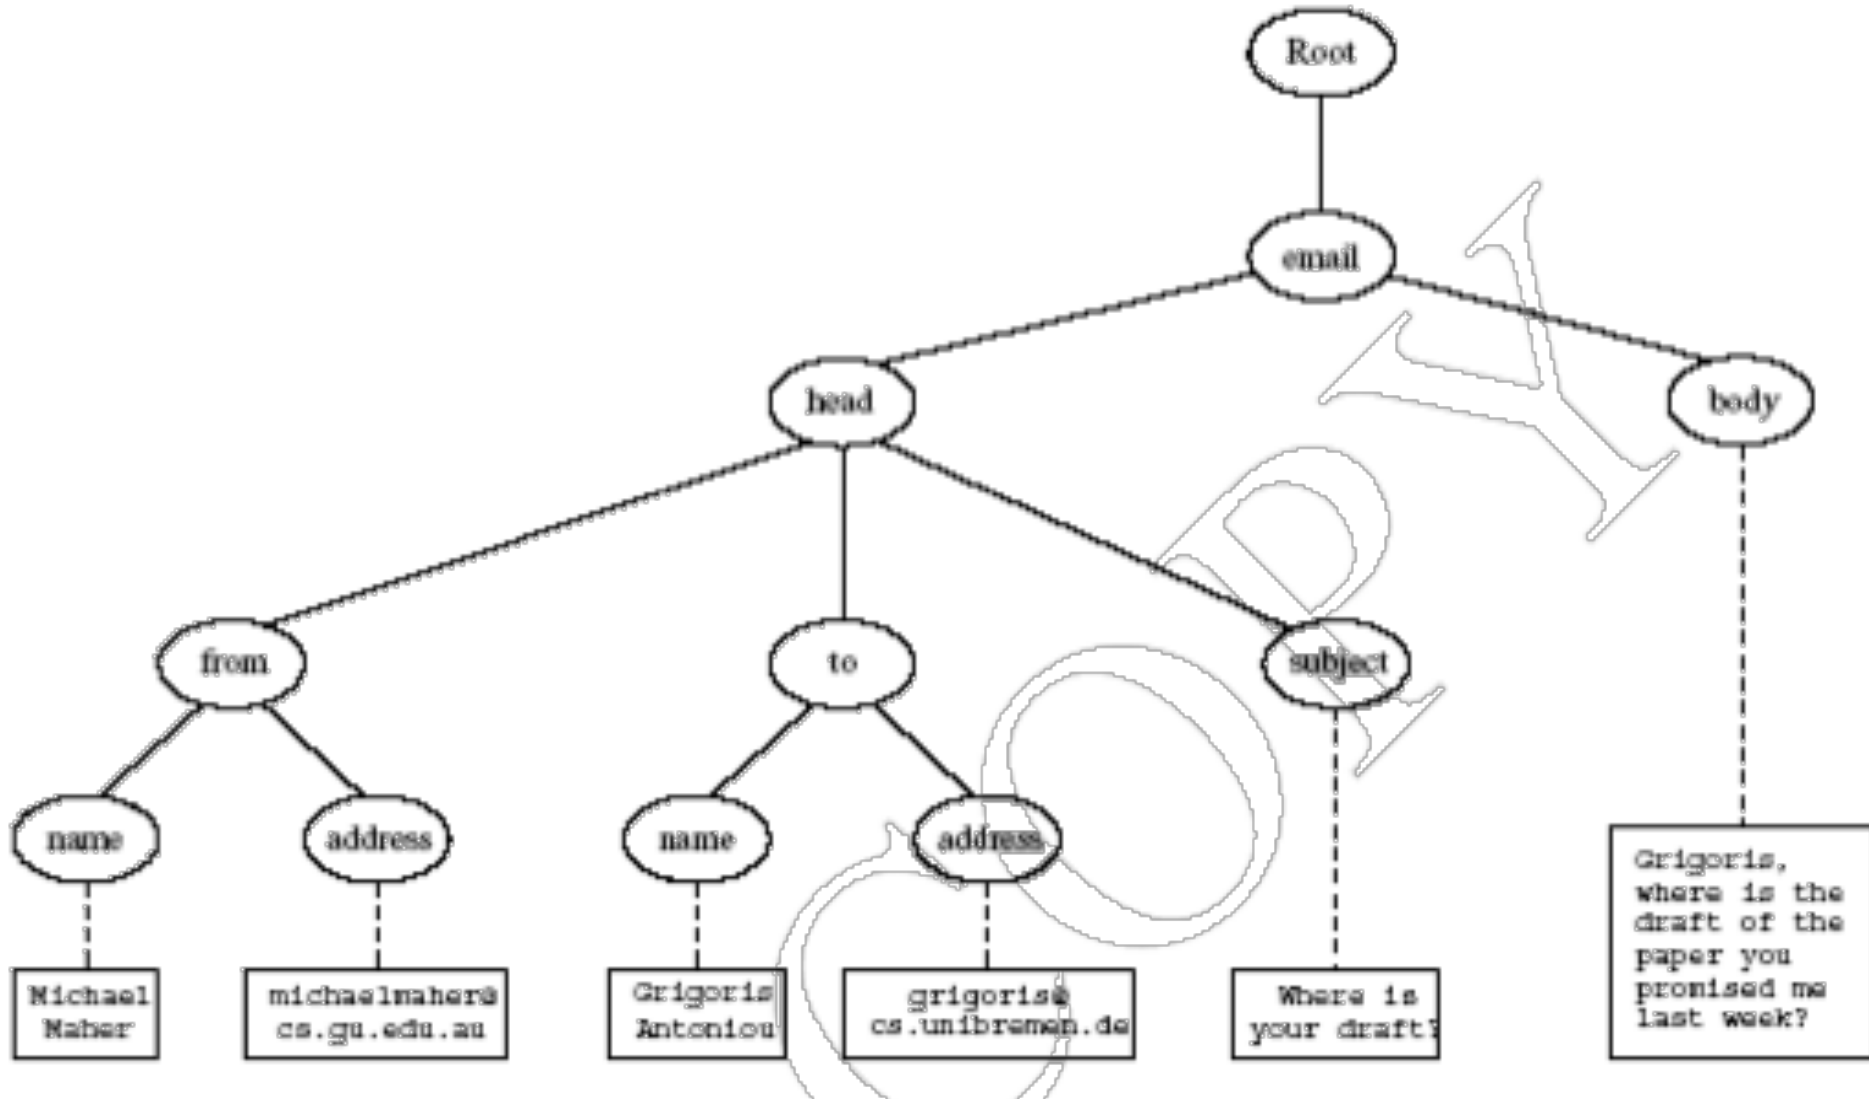 Root
email
head
body
from
to
subject
name
address
name
address
Michael
Maher
michaelmaher@
cs.gu.edu.au
Grigoris
Antoniou
grigoris@
cs.unibremen.de
Where is
your draft?
Grigoris,
where is the
draft of the
paper you
promised me
last week?
COPY